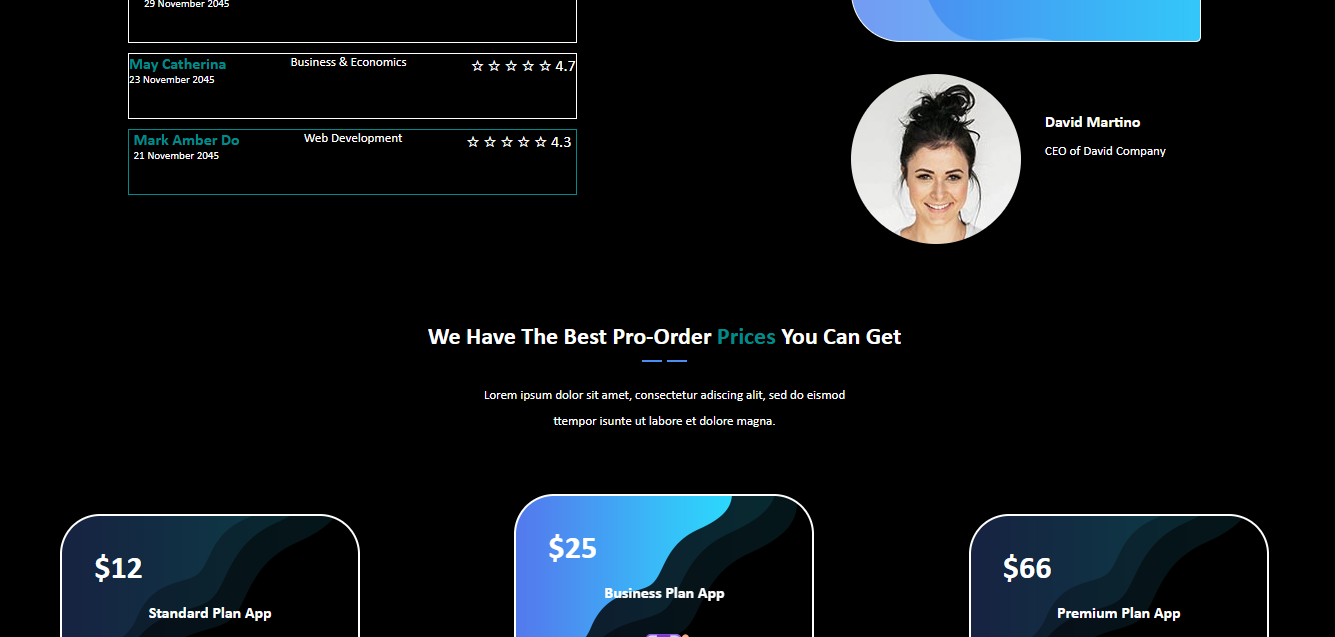 29 November 2045
May Catherina
Business & Economics
☆ ☆ ☆ ☆ ☆ 4.7
23 November 2045
Mark Amber Do
Web Development
☆ ☆ ☆ ☆ ☆ 4.3
21 November 2045
David Martino
CEO of David Company
We Have The Best Pro-Order Prices You Can Get
Lorem ipsum dolor sit amet, consectetur adiscing alit, sed do eismod
ttempor isunte ut labore et dolore magna.
$12
Standard Plan App
$25
Business Plan App
$66
Premium Plan App